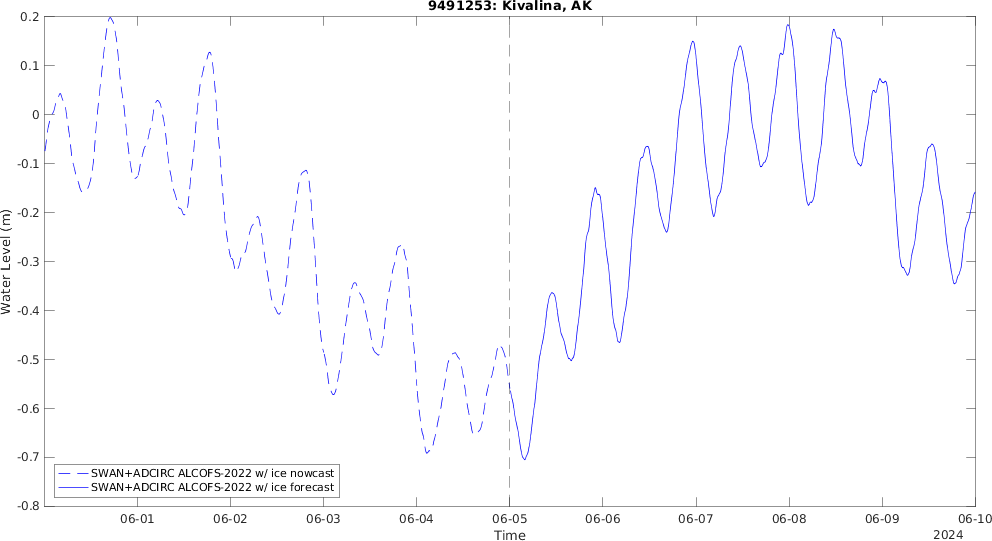 9491253: Kivalina, AK
0.2
0.1
0
-0.1
-0.2
-0.3
-0.4
-0.5
-0.6
-0.7
-0.8
Water Level (m)
SWAN+ADCIRC ALCOFS-2022 w/ ice nowcast
SWAN+ADCIRC ALCOFS-2022 w/ ice forecast
06-01 06-02 06-03 06-04 06-05 06-06 06-07 06-08 06-09 06-10
Time
2024